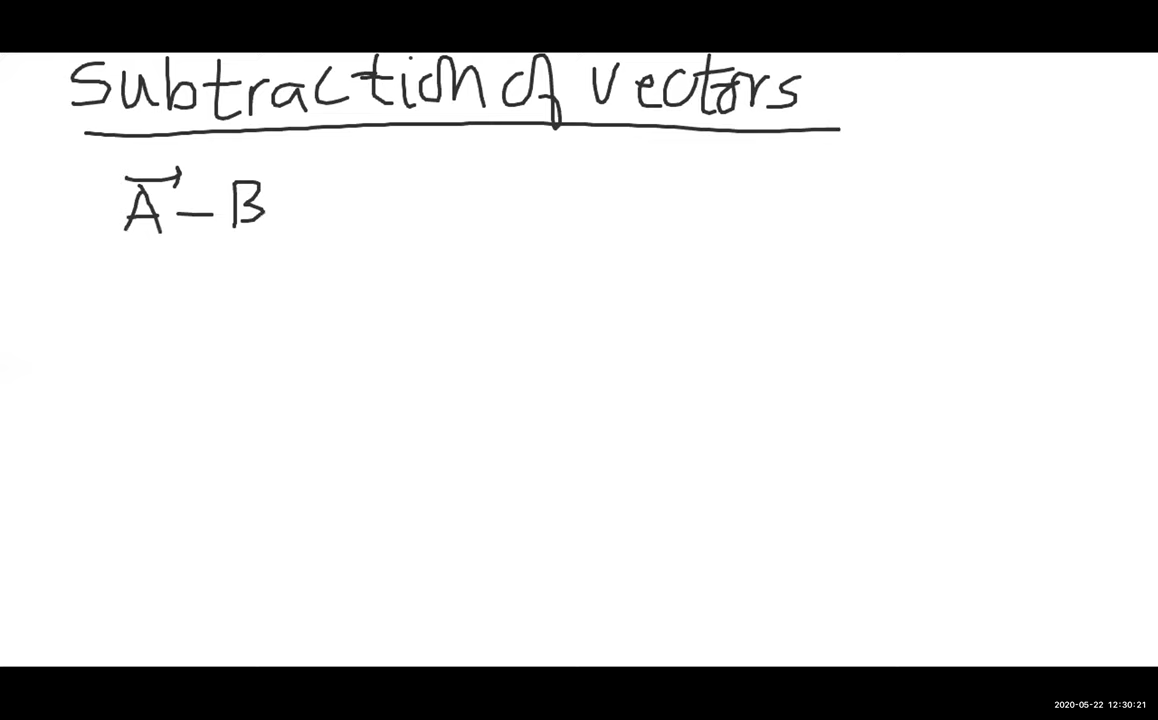 Subtraction of vectors
A⃗ – B
2020-05-22 12:30:21